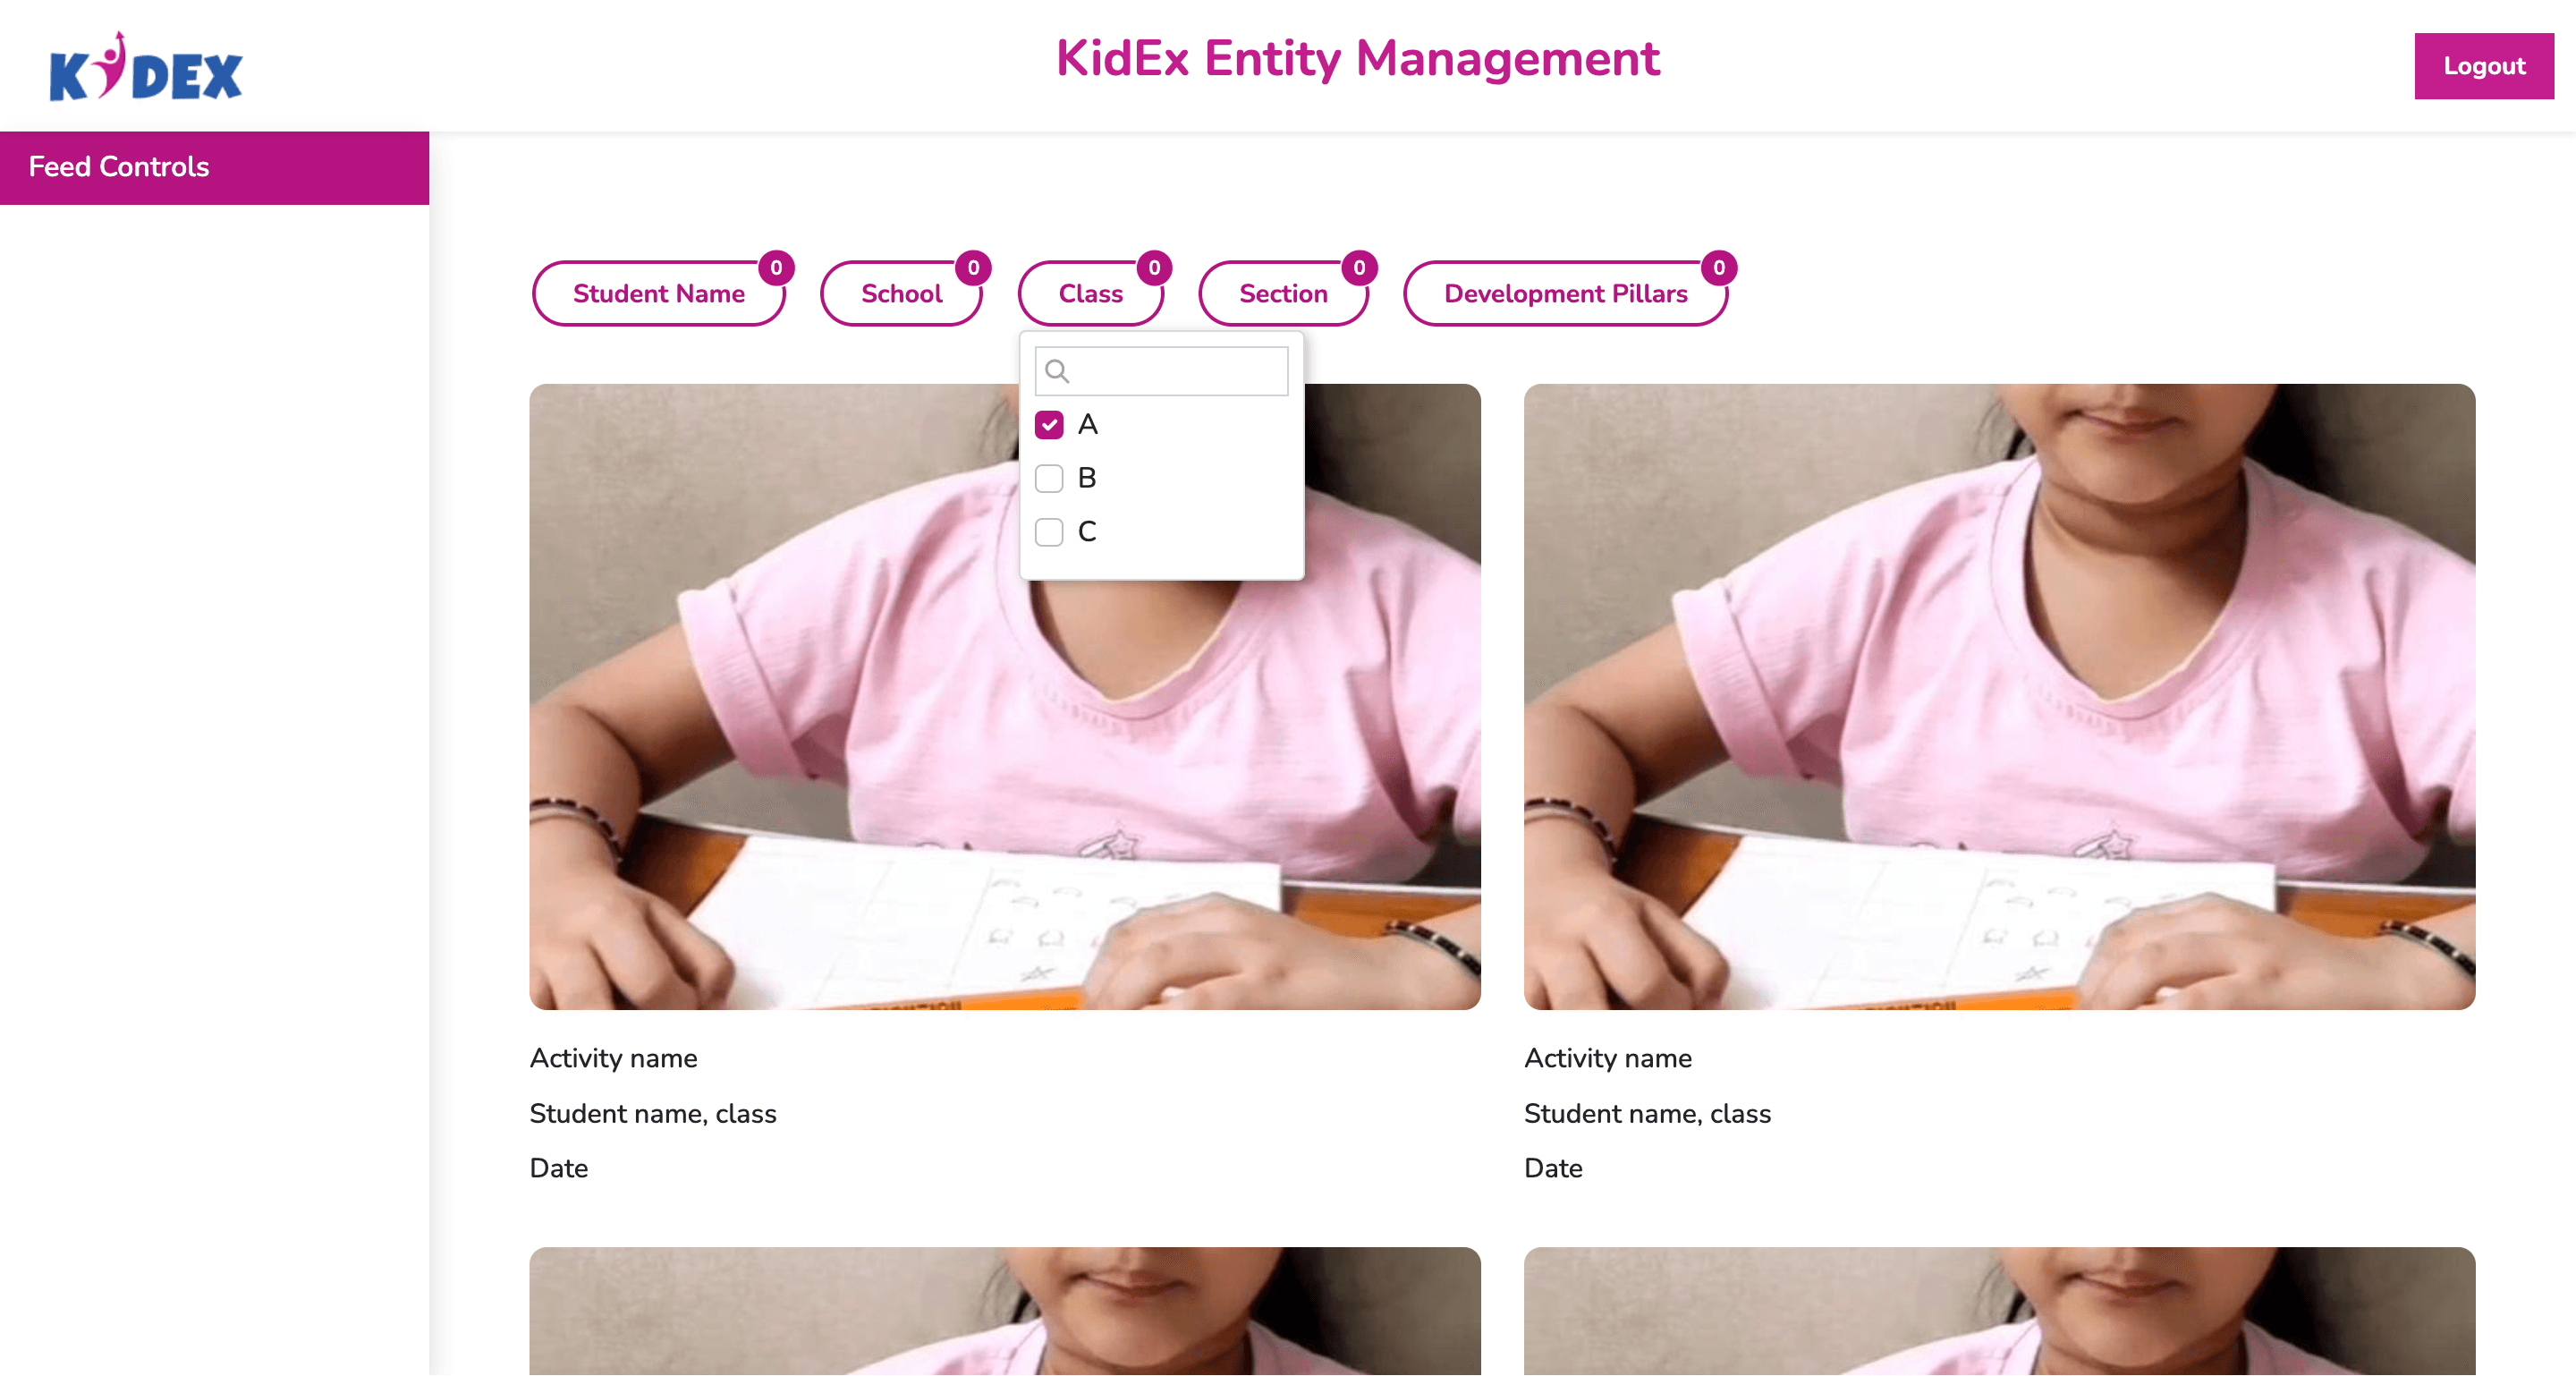 KIDEX
KidEx Entity Management
Logout
Feed Controls
Student Name 0
School 0
Class 0
Section 0
Development Pillars 0
A
B
C
Activity name
Student name, class
Date
Activity name
Student name, class
Date